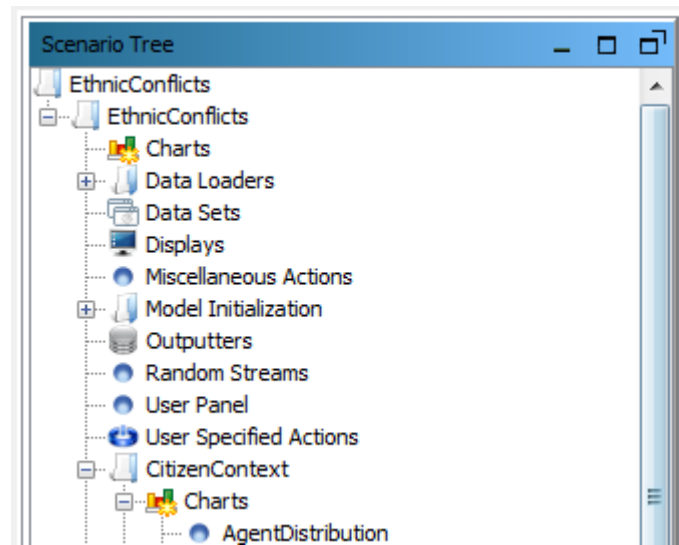 Scenario Tree
EthnicConflicts
EthnicConflicts
Charts
Data Loaders
Data Sets
Displays
Miscellaneous Actions
Model Initialization
Outputters
Random Streams
User Panel
User Specified Actions
CitizenContext
Charts
AgentDistribution